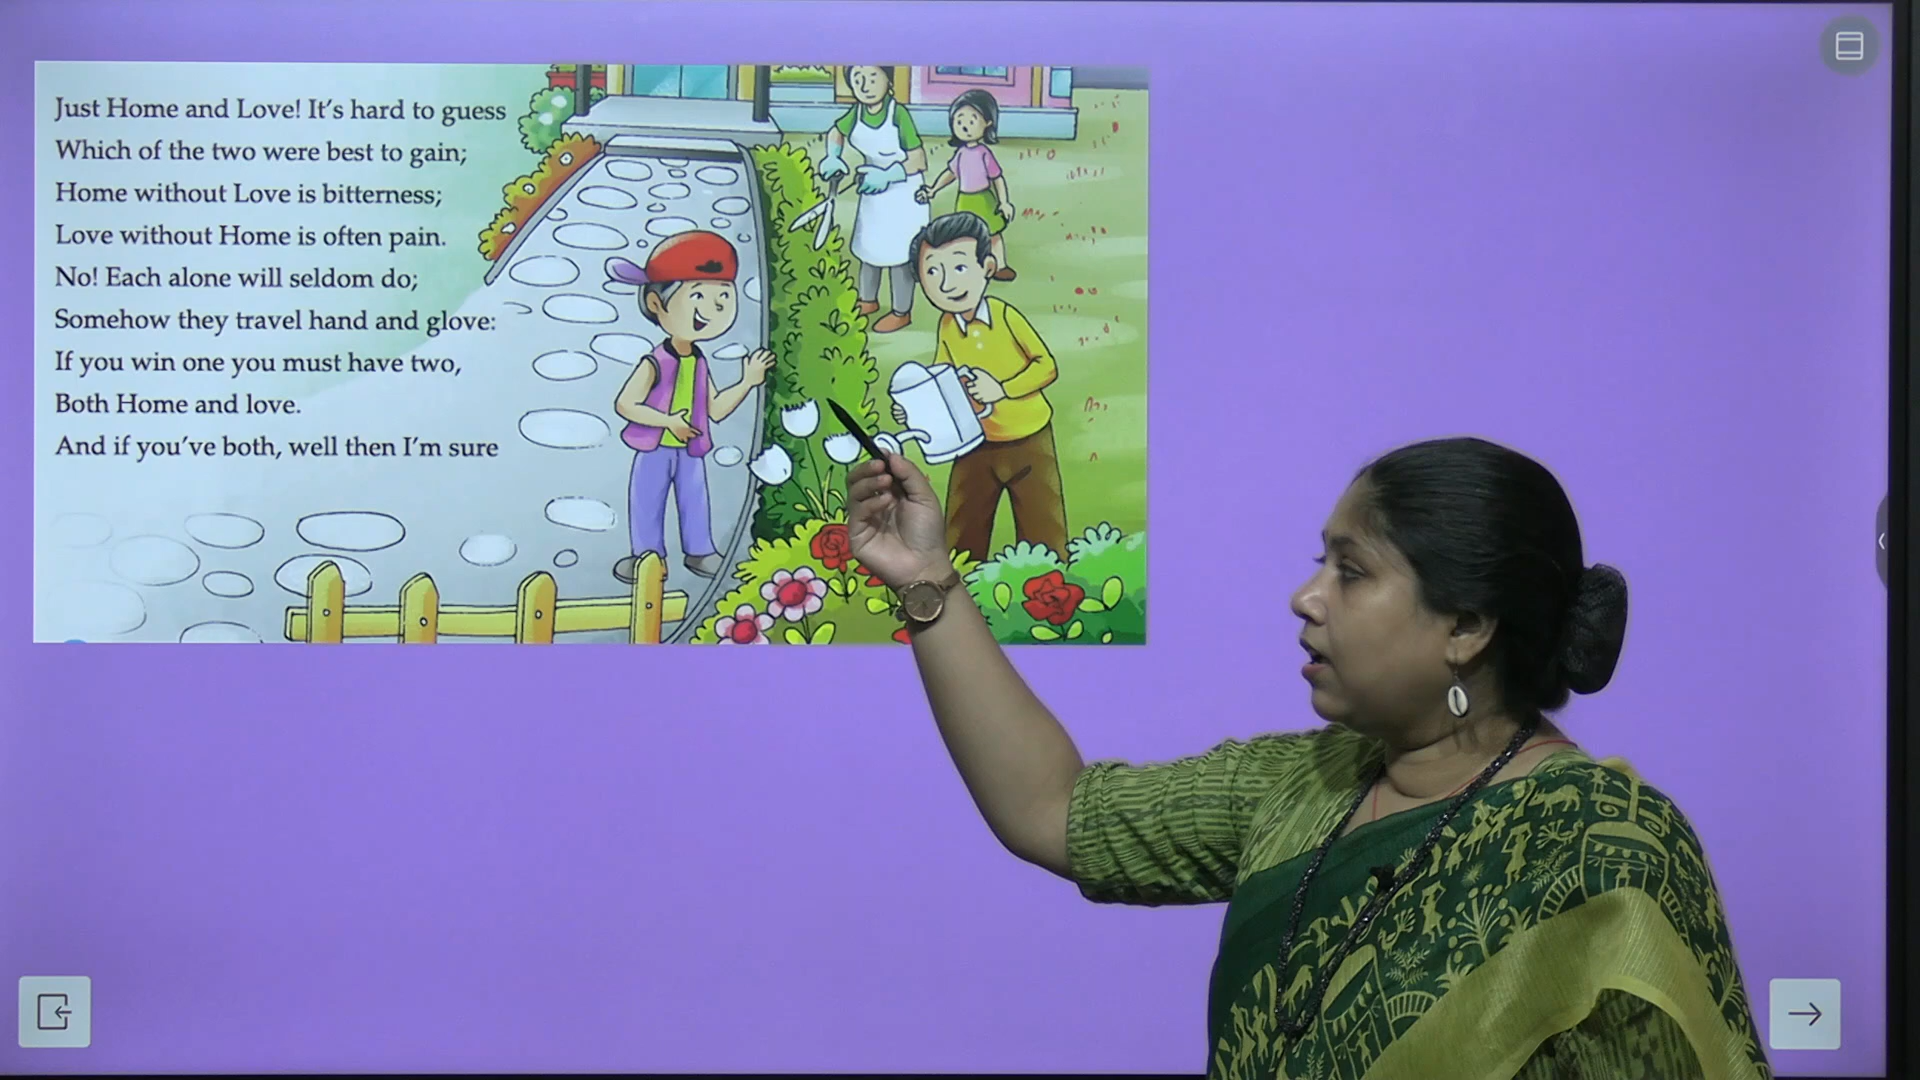 Just Home and Love! It's hard to guess
Which of the two were best to gain;
Home without Love is bitterness;
Love without Home is often pain.
No! Each alone will seldom do;
Somehow they travel hand and glove:
If you win one you must have two,
Both Home and love.
And if you've both, well then I'm sure